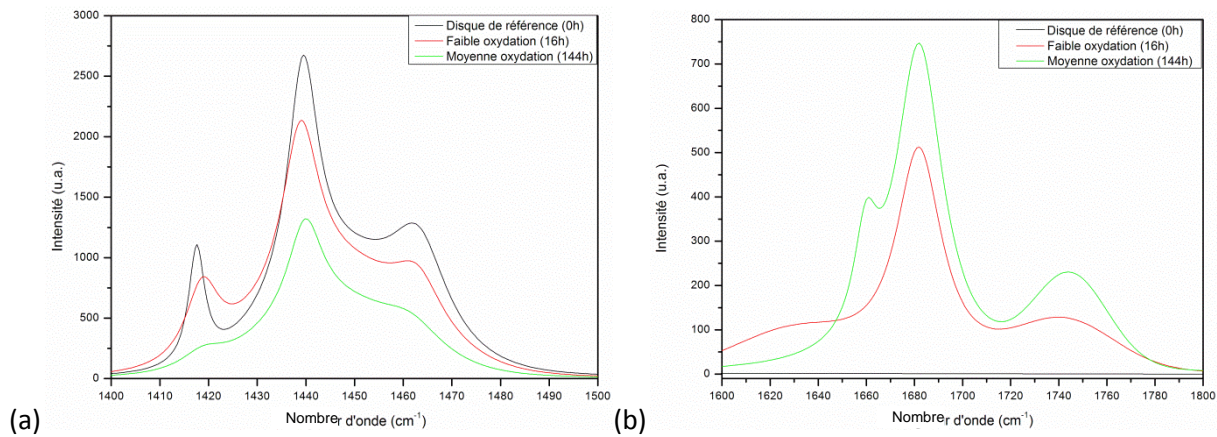 Disque de référence (0h)
Faible oxydation (16h)
Moyenne oxydation (144h)
3000
2500
2000
1500
1000
500
0
Intensité (u.a.)
1400 1410 1420 1430 1440 1450 1460 1470 1480 1490 1500
Nombrer d'onde (cm-1)
(a)
Disque de référence (0h)
Faible oxydation (16h)
Moyenne oxydation (144h)
800
700
600
500
400
300
200
100
0
Intensité (u.a.)
1600 1620 1640 1660 1680 1700 1720 1740 1760 1780 1800
Nombrer d'onde (cm-1)
(b)